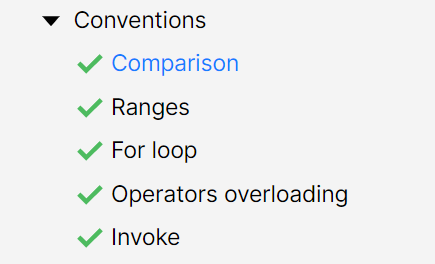 Conventions
Comparison
Ranges
For loop
Operators overloading
Invoke